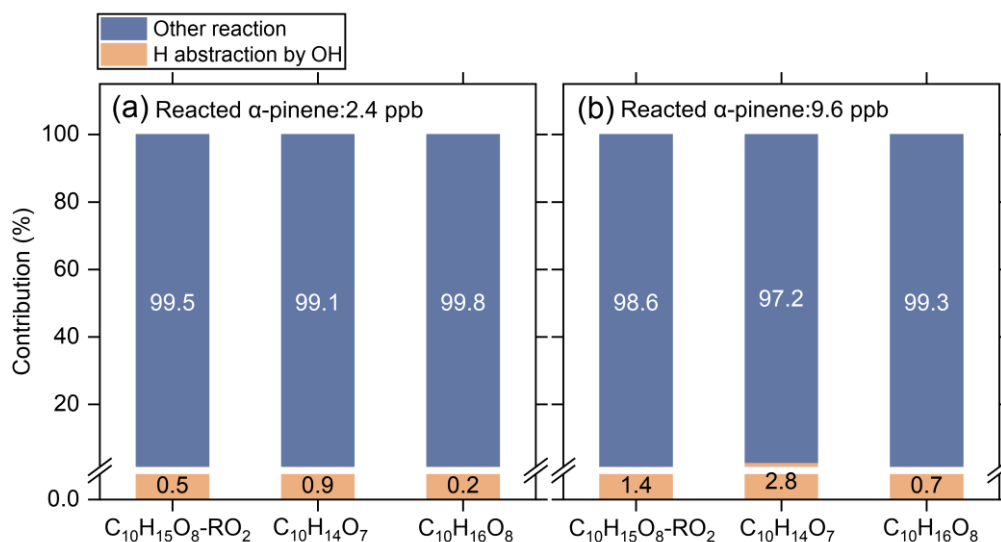 Other reaction
H abstraction by OH
(a) Reacted α-pinene:2.4 ppb
(b) Reacted α-pinene:9.6 ppb
Contribution (%)
100
80
60
40
20
0.0
99.5
99.1
99.8
98.6
97.2
99.3
0.5
0.9
0.2
1.4
2.8
0.7
C₁₀H₁₅O₈-RO₂
C₁₀H₁₄O₇
C₁₀H₁₆O₈
C₁₀H₁₅O₈-RO₂
C₁₀H₁₄O₇
C₁₀H₁₆O₈